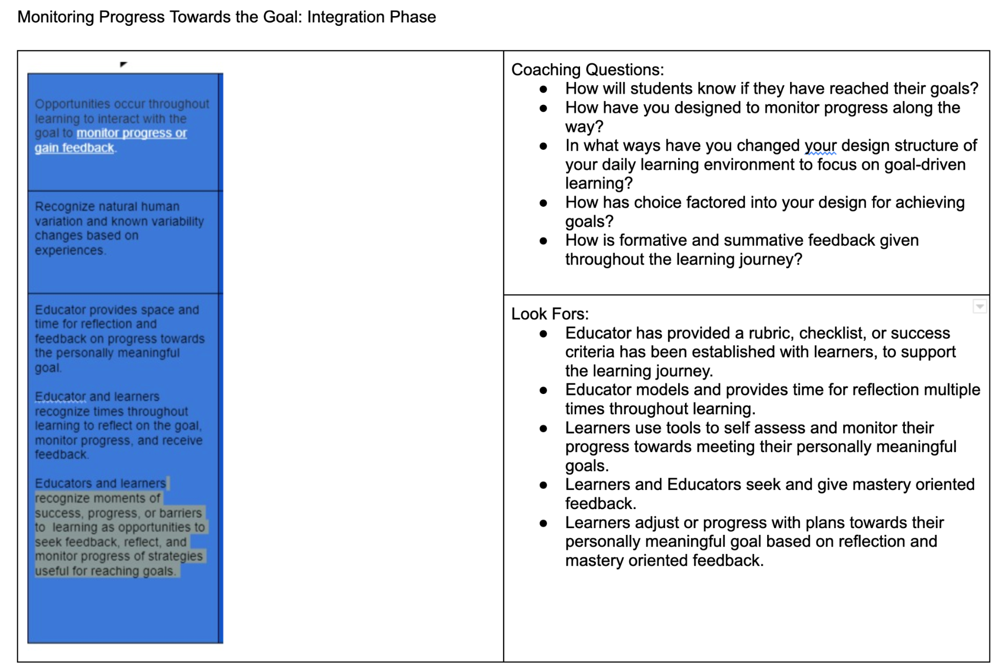 Monitoring Progress Towards the Goal: Integration Phase
Opportunities occur throughout
learning to interact with the
goal to monitor progress or
gain feedback.
Recognize natural human
variation and known variability
changes based on
experiences.
Educator provides space and
time for reflection and
feedback on progress towards
the personally meaningful
goal.
Educator and learners
recognize times throughout
learning to reflect on the goal,
monitor progress, and receive
feedback.
Educators and learners
recognize moments of
success, progress, or barriers
to  learning as opportunities to
seek feedback, reflect, and
monitor progress of strategies
useful for reaching goals.
Coaching Questions:
● How will students know if they have reached their goals?
● How have you designed to monitor progress along the
way?
● In what ways have you changed your design structure of
your daily learning environment to focus on goal-driven
learning?
● How has choice factored into your design for achieving
goals?
● How is formative and summative feedback given
throughout the learning journey?
Look Fors:
● Educator has provided a rubric, checklist, or success
criteria has been established with learners, to support
the learning journey.
● Educator models and provides time for reflection multiple
times throughout learning.
● Learners use tools to self assess and monitor their
progress towards meeting their personally meaningful
goals.
● Learners and Educators seek and give mastery oriented
feedback.
● Learners adjust or progress with plans towards their
personally meaningful goal based on reflection and
mastery oriented feedback.